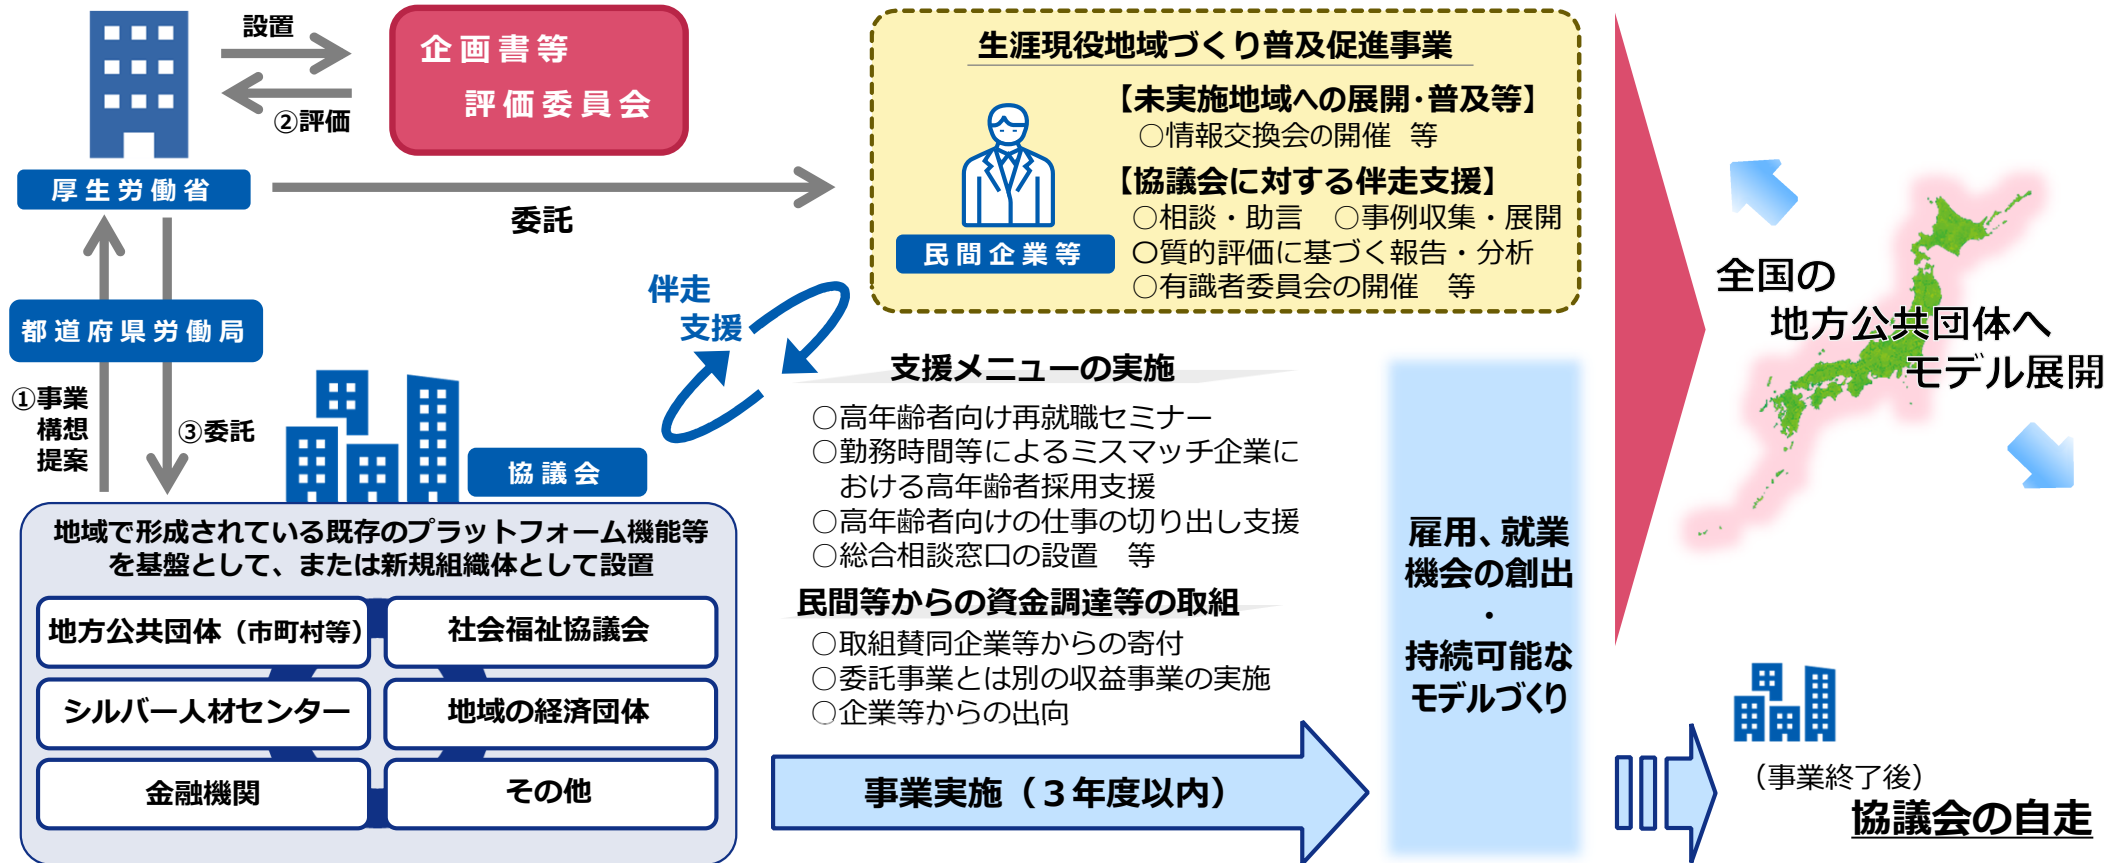 設置
②評価
企画書等
評価委員会
厚生労働省
委託
都道府県労働局
①事業
構想
提案
③委託
生涯現役地域づくり普及促進事業
【未実施地域への展開・普及等】
○情報交換会の開催　等
【協議会に対する伴走支援】
○相談・助言　○事例収集・展開
○質的評価に基づく報告・分析
○有識者委員会の開催　等
民間企業等
伴走
支援
協議会
地域で形成されている既存のプラットフォーム機能等
を基盤として、または新規組織体として設置
地方公共団体（市町村等）
社会福祉協議会
シルバー人材センター
地域の経済団体
金融機関
その他
支援メニューの実施
○高年齢者向け再就職セミナー
○勤務時間等によるミスマッチ企業に
おける高年齢者採用支援
○高年齢者向けの仕事の切り出し支援
○総合相談窓口の設置　等
民間等からの資金調達等の取組
○取組賛同企業等からの寄付
○委託事業とは別の収益事業の実施
○企業等からの出向
事業実施（３年度以内）
雇用、就業
機会の創出
・
持続可能な
モデルづくり
全国の
地方公共団体へ
モデル展開
（事業終了後）
協議会の自走